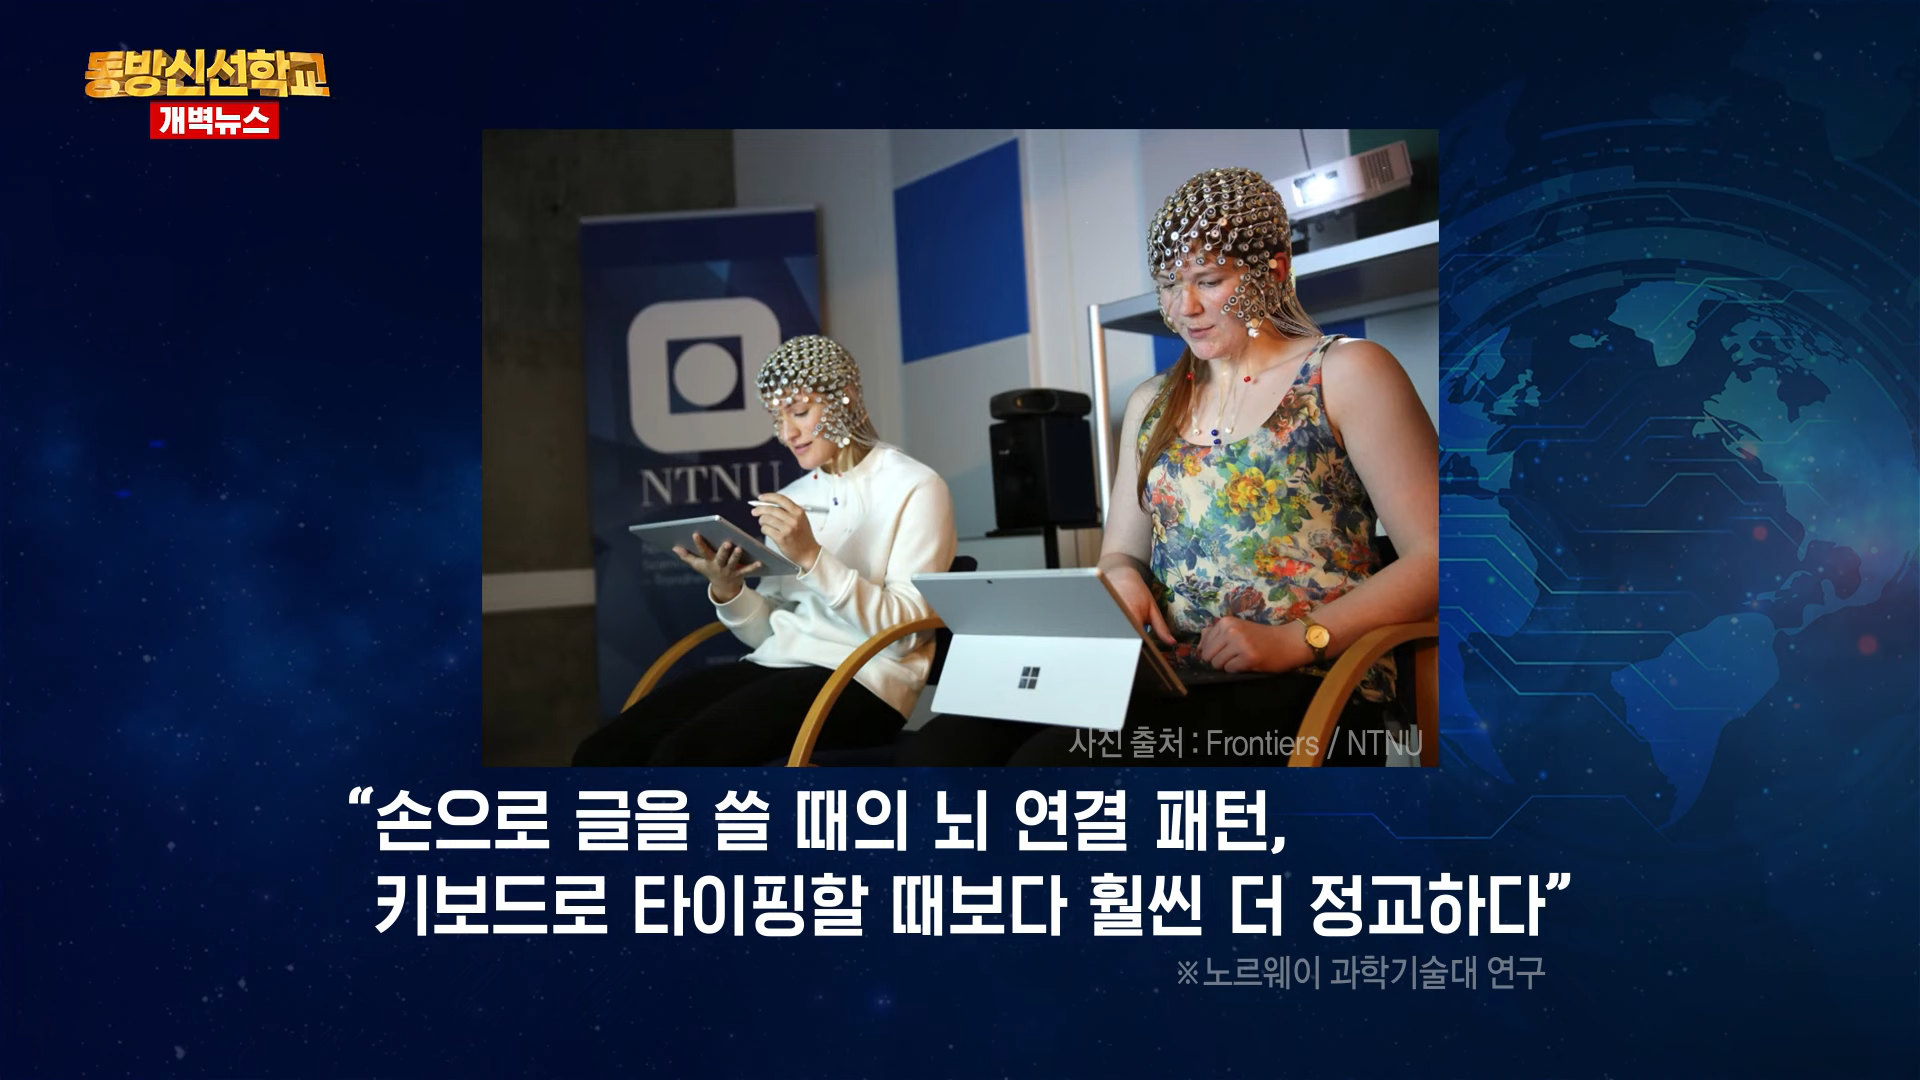 동방신선학교
개벽뉴스
NTNU
사진 출처 : Frontiers / NTNU
“손으로 글을 쓸 때의 뇌 연결 패턴,
키보드로 타이핑할 때보다 훨씬 더 정교하다”
※노르웨이 과학기술대 연구